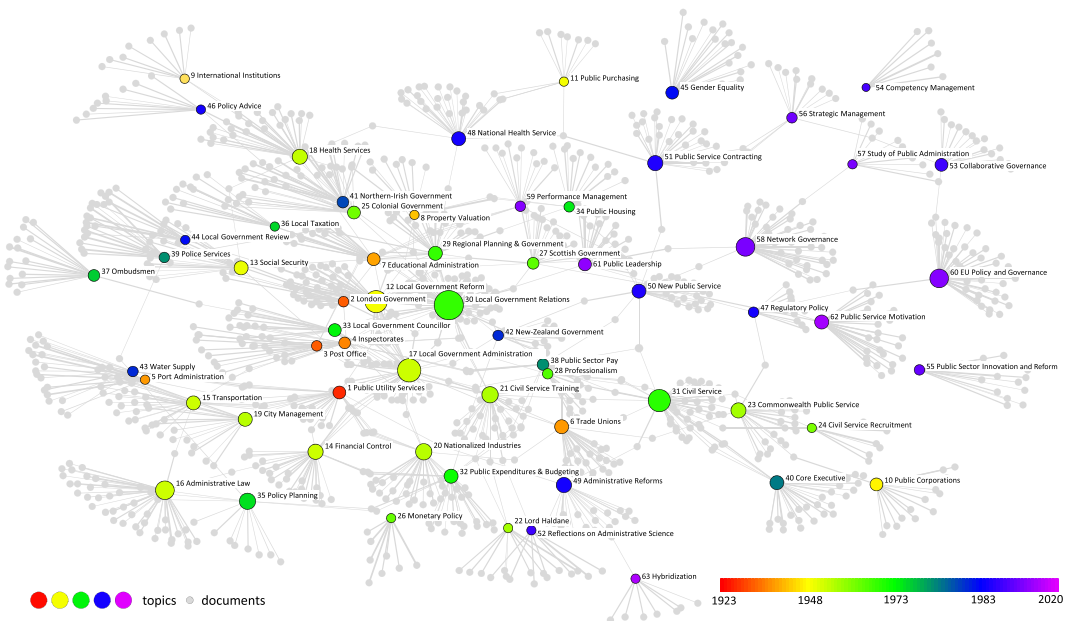 9 International Institutions
11 Public Purchasing
45 Gender Equality
54 Competency Management
46 Policy Advice
56 Strategic Management
48 National Health Service
18 Health Services
51 Public Service Contracting
57 Study of Public Administration
53 Collaborative Governance
41 Northern-Irish Government
59 Performance Management
25 Colonial Government
34 Public Housing
8 Property Valuation
36 Local Taxation
44 Local Government Review
58 Network Governance
29 Regional Planning & Government
39 Police Services
27 Scottish Government
13 Social Security
7 Educational Administration
61 Public Leadership
37 Ombudsmen
60 EU Policy and Governance
12 Local Government Reform
50 New Public Service
2 London Government
30 Local Government Relations
47 Regulatory Policy
62 Public Service Motivation
33 Local Government Councillor
42 New-Zealand Government
4 Inspectorates
3 Post Office
17 Local Government Administration
38 Public Sector Pay
43 Water Supply
55 Public Sector Innovation and Reform
28 Professionalism
5 Port Administration
1 Public Utility Services
21 Civil Service Training
31 Civil Service
15 Transportation
23 Commonwealth Public Service
19 City Management
6 Trade Unions
24 Civil Service Recruitment
14 Financial Control
20 Nationalized Industries
32 Public Expenditures & Budgeting
40 Core Executive
10 Public Corporations
16 Administrative Law
49 Administrative Reforms
35 Policy Planning
26 Monetary Policy
22 Lord Haldane
52 Reflections on Administrative Science
63 Hybridization
topics
documents
1923
1948
1973
1983
2020